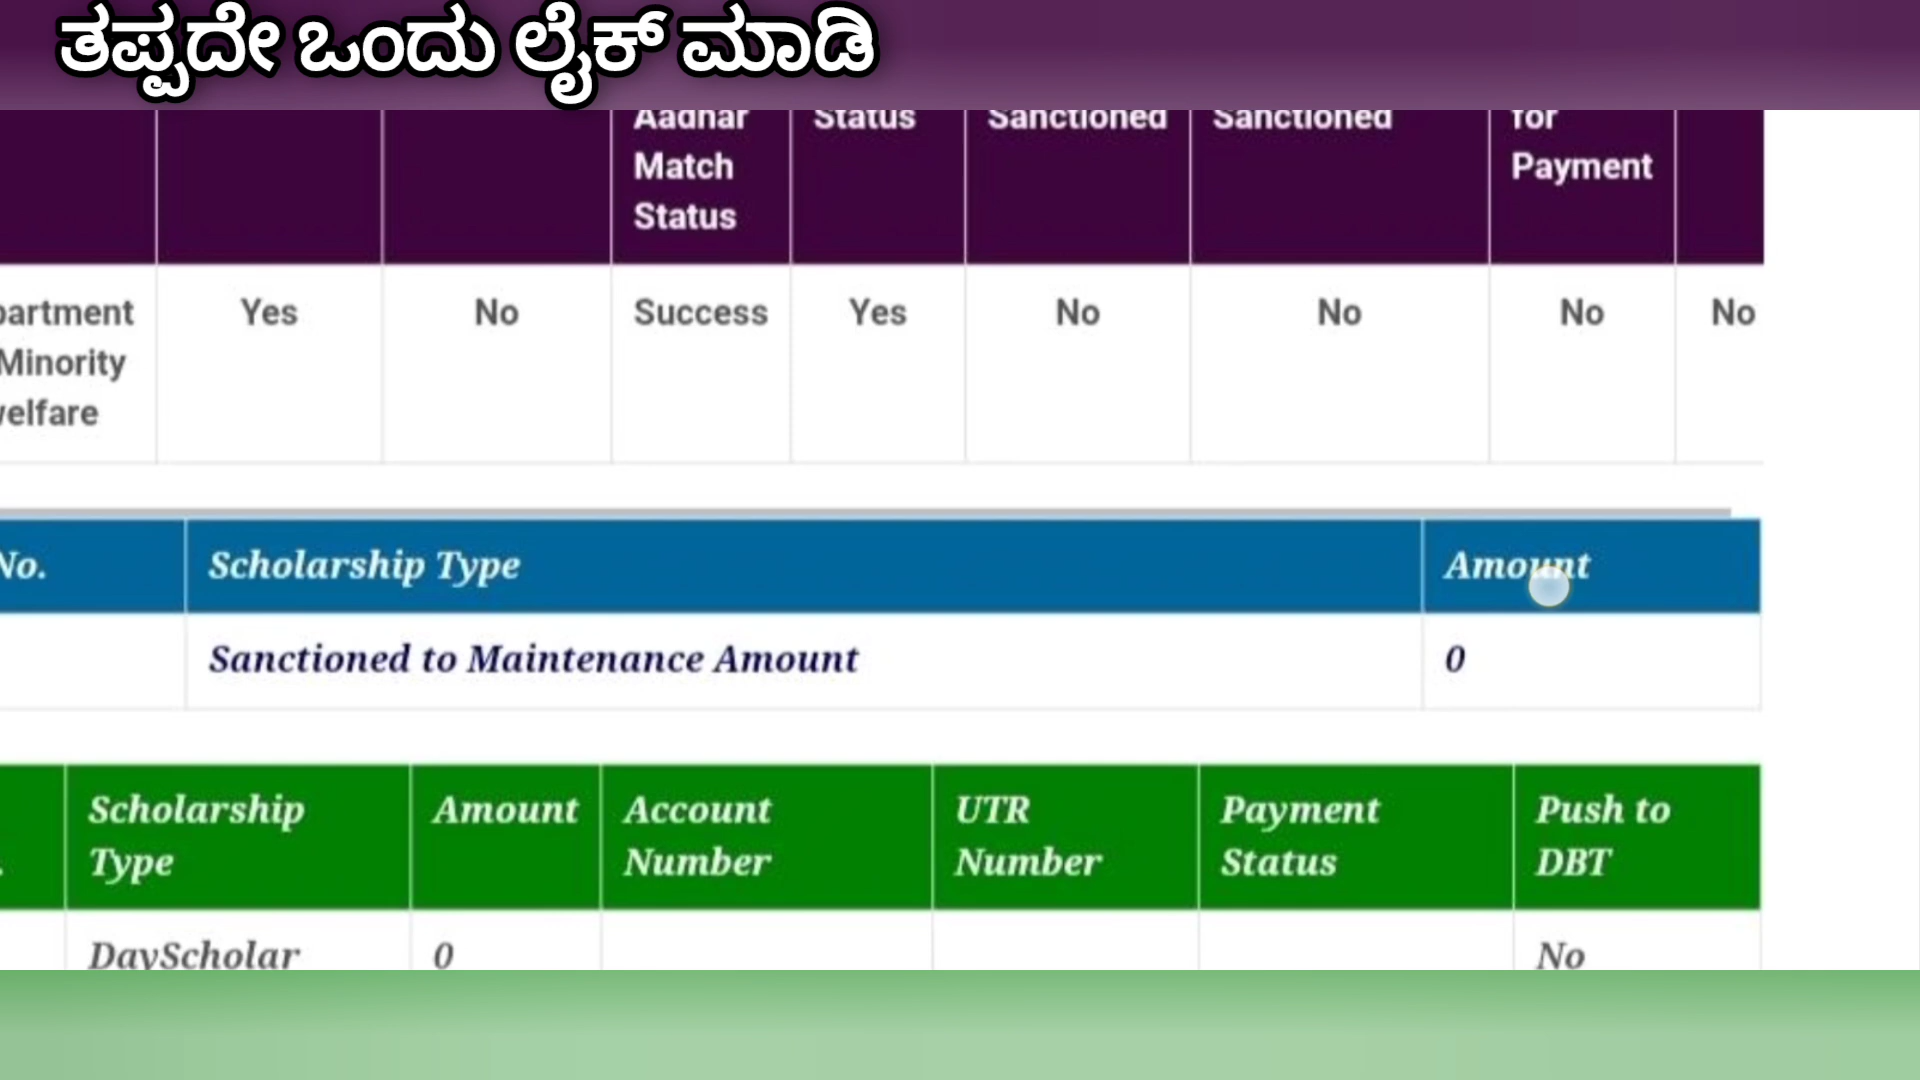 ತಪ್ಪದೇ ಒಂದು ಲೈಕ್ ಮಾಡಿ
Aadhar Status Sanctioned Sanctioned for
Match Payment
Status
Yes No Success Yes No No No No
Minority
No. Scholarship Type Amount
Sanctioned to Maintenance Amount 0
Scholarship Amount Account UTR Payment Push to
Type Number Number Status DBT
DayScholar 0 No